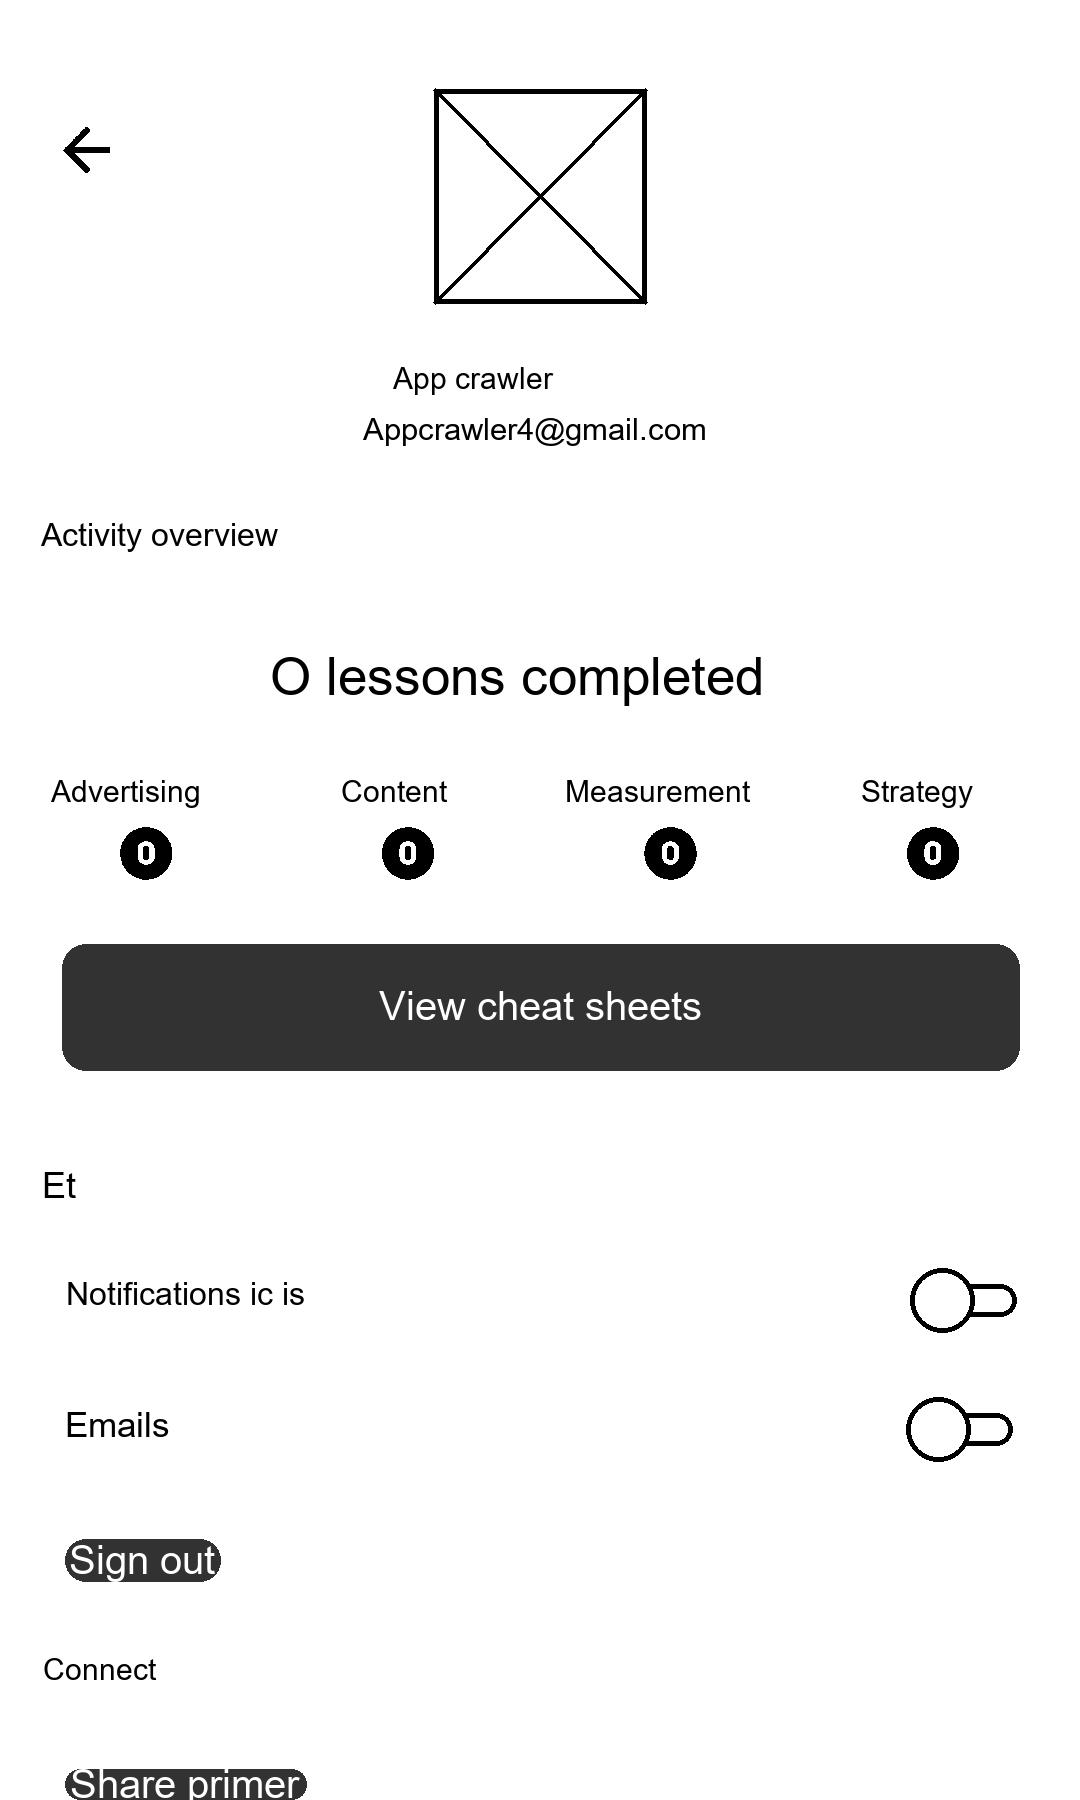 App crawler
Appcrawler4@gmail.com
Activity overview
O lessons completed
Advertising Content Measurement Strategy
0 0 0 0
View cheat sheets
Et
Notifications ic is
Emails
Sign out
Connect
Share primer